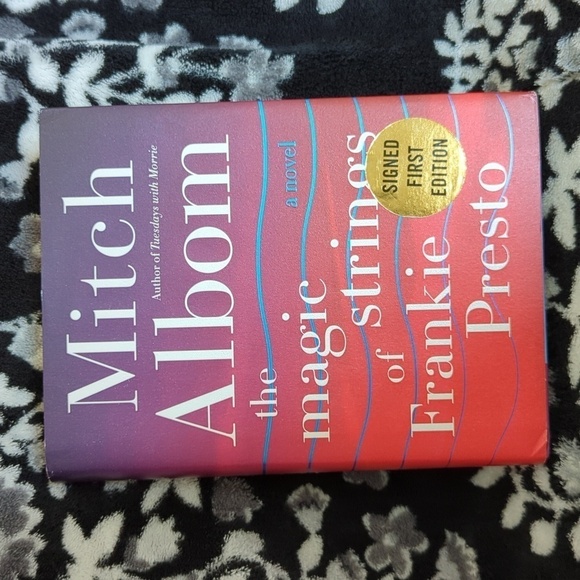 Mitch
Author of Tuesdays with Morrie
Albom
the
a novel
magic
strings
of
Frankie
Presto
SIGNED
FIRST
EDITION